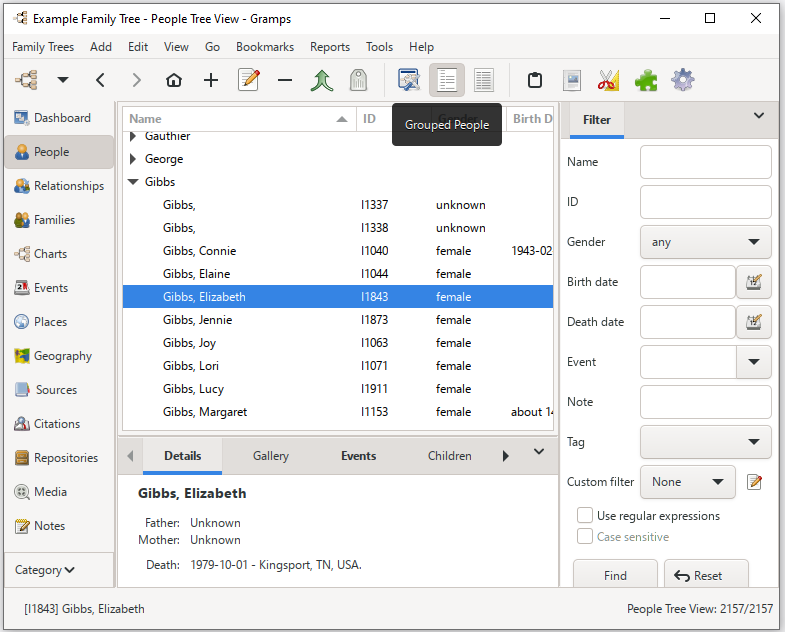 Example Family Tree - People Tree View - Gramps
Family Trees Add Edit View Go Bookmarks Reports Tools Help
Dashboard
People
Relationships
Families
Charts
Events
Places
Geography
Sources
Citations
Repositories
Media
Notes
Category
Name ID Birth D
Grouped People
Gauthier
George
Gibbs
Gibbs, I1337 unknown
Gibbs, I1338 unknown
Gibbs, Connie I1040 female 1943-02
Gibbs, Elaine I1044 female
Gibbs, Elizabeth I1843 female
Gibbs, Jennie I1873 female
Gibbs, Joy I1063 female
Gibbs, Lori I1071 female
Gibbs, Lucy I1911 female
Gibbs, Margaret I1153 female about 14
Details Gallery Events Children
Gibbs, Elizabeth
Father: Unknown
Mother: Unknown
Death: 1979-10-01 - Kingsport, TN, USA.
Filter
Name
ID
Gender any
Birth date
Death date
Event
Note
Tag
Custom filter None
Use regular expressions
Case sensitive
Find Reset
[I1843] Gibbs, Elizabeth
People Tree View: 2157/2157